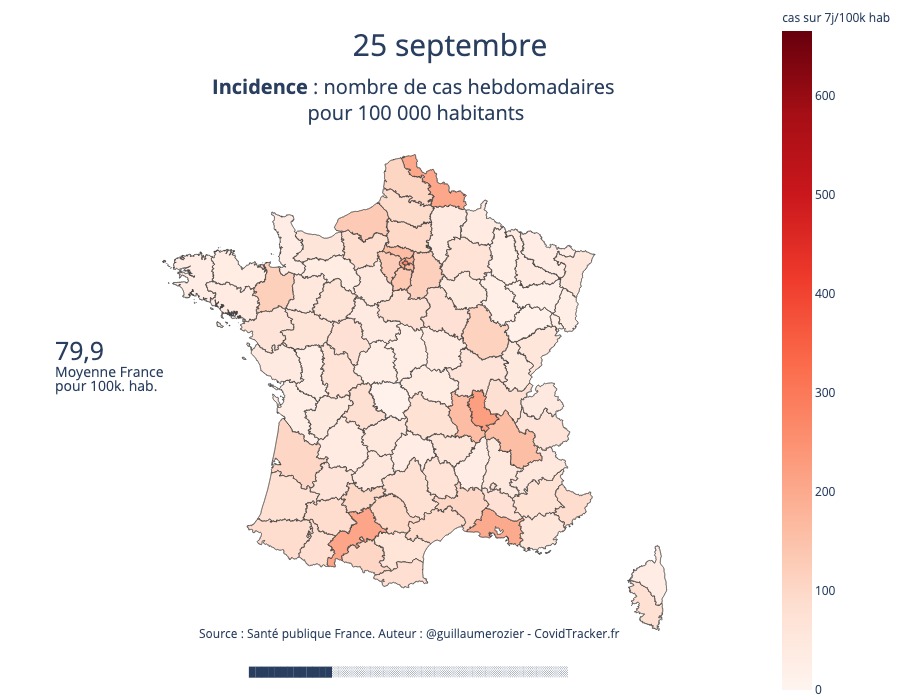 cas sur 7j/100k hab
25 septembre
Incidence : nombre de cas hebdomadaires
pour 100 000 habitants
600
500
400
300
200
100
0
79,9
Moyenne France
pour 100k. hab.
Source : Santé publique France. Auteur : @guillaumerozier - CovidTracker.fr